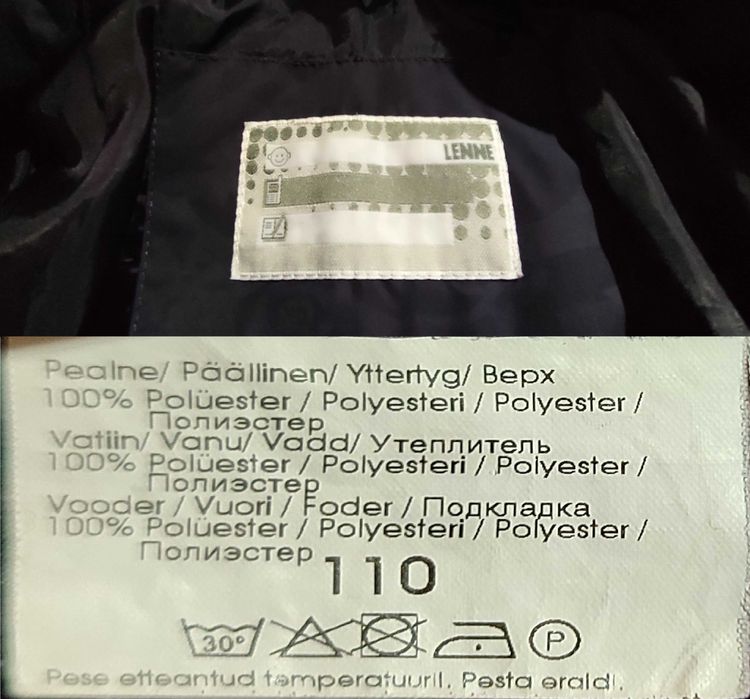 LENNE
Pealne/ Päällinen/ Yttertyg/ Верх
100% Polüester / Polyesteri / Polyester /
Полиэстер
Vatiin/ Vanu/ Vadd/ Утеплитель
100% Polüester / Polyesteri / Polyester /
Полиэстер
Vooder / Vuori / Foder / Подкладка
100% Polüester / Polyesteri / Polyester /
Полиэстер
110
30° P
Pese etteantud temperatuuril. Pesta eraldi.